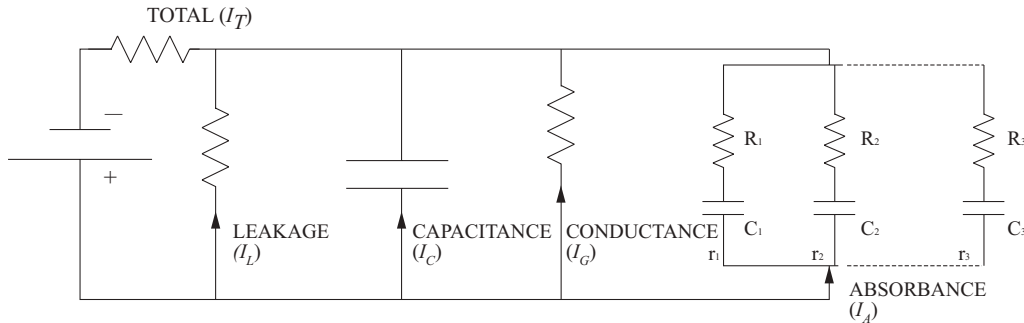 TOTAL (I_T)
−
+
R₁
R₂
R₃
C₁
C₂
C₃
LEAKAGE
(I_L)
CAPACITANCE
(I_C)
CONDUCTANCE
(I_G)
r₁
r₂
r₃
ABSORBANCE
(I_A)